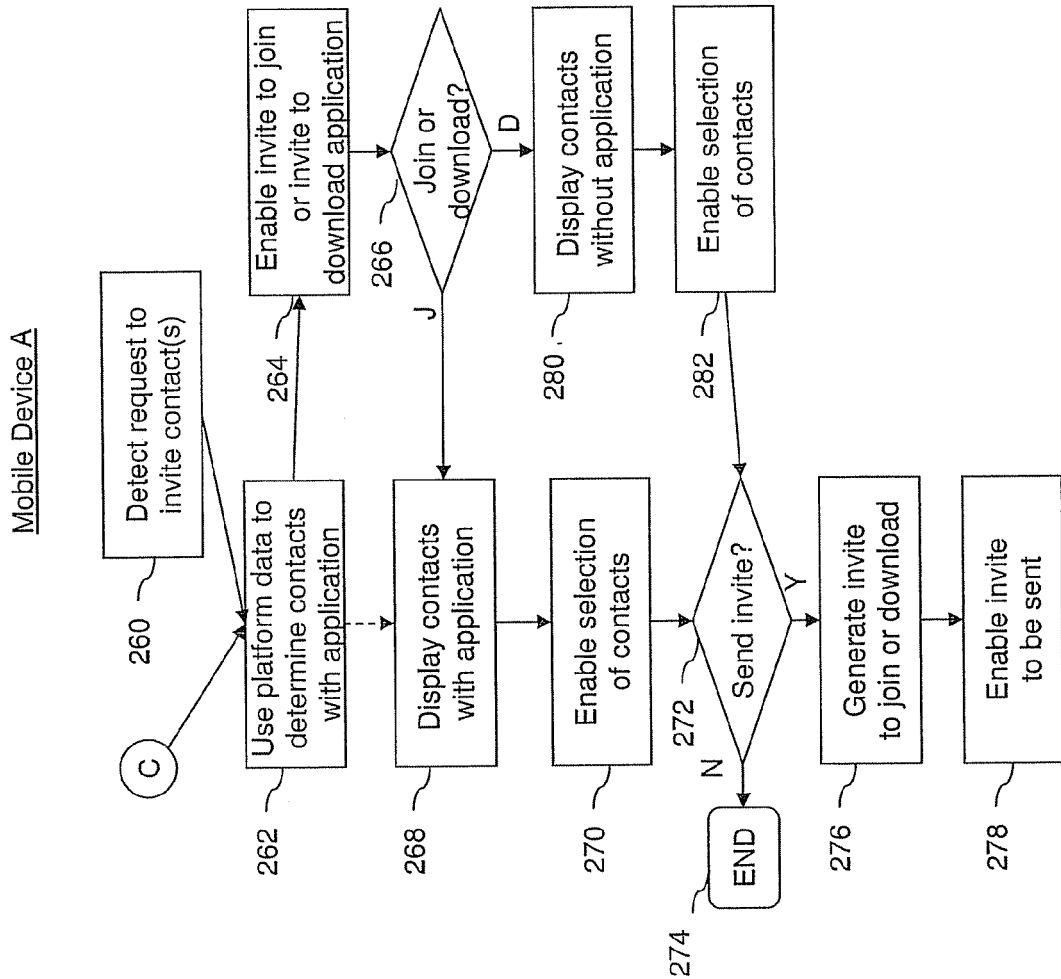 Mobile Device A
C
260
Detect request to
invite contact(s)
262
Use platform data to
determine contacts
with application
264
Enable invite to join
or invite to
download application
266
Join or
download?
J
D
268
Display contacts
with application
280
Display contacts
without application
270
Enable selection
of contacts
282
Enable selection
of contacts
272
Send invite?
N
Y
274
END
276
Generate invite
to join or download
278
Enable invite
to be sent